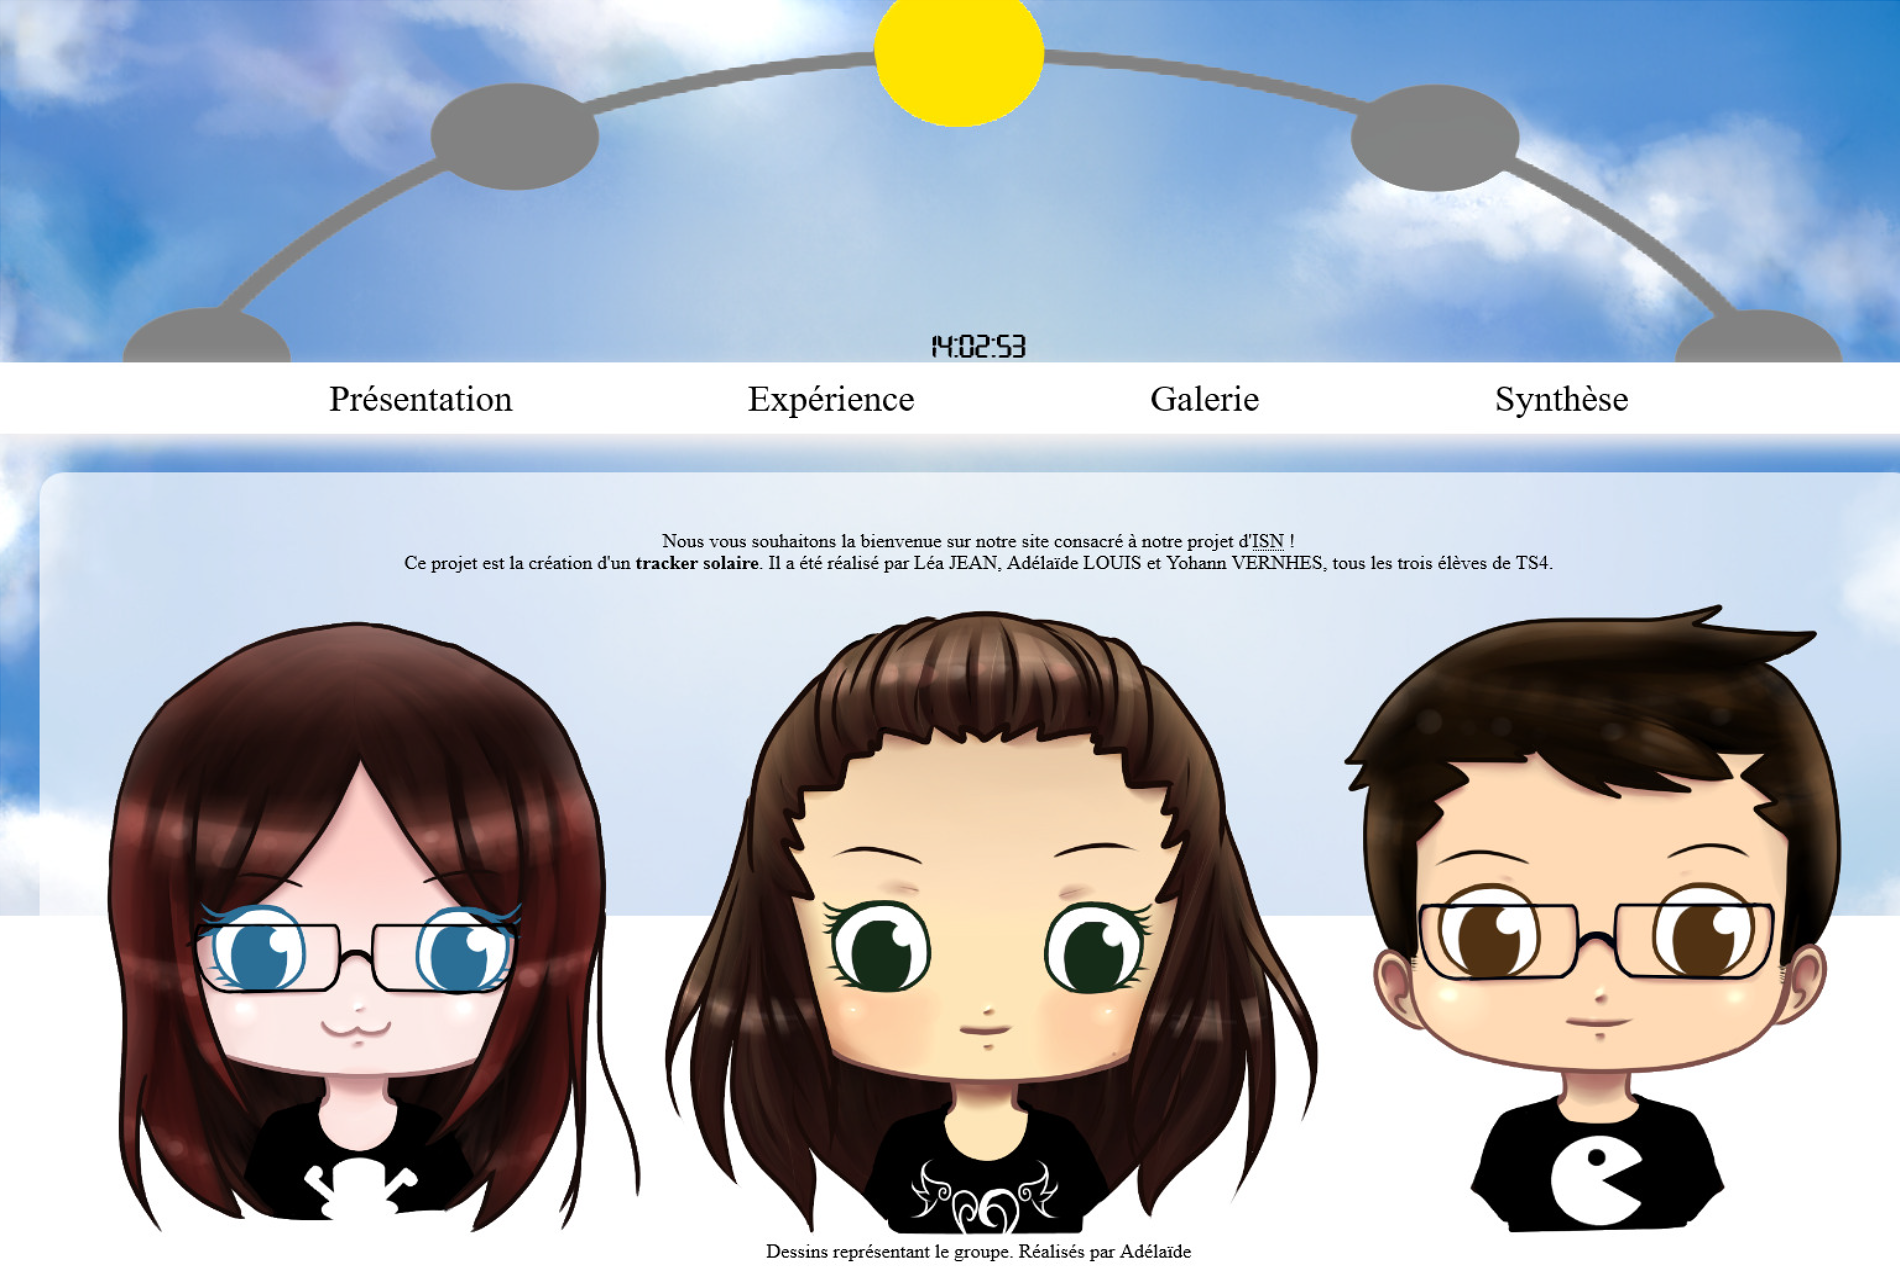 14:02:53
Présentation Expérience Galerie Synthèse
Nous vous souhaitons la bienvenue sur notre site consacré à notre projet d'ISN !
Ce projet est la création d'un tracker solaire. Il a été réalisé par Léa JEAN, Adélaïde LOUIS et Yohann VERNHES, tous les trois élèves de TS4.
Dessins représentant le groupe. Réalisés par Adélaïde